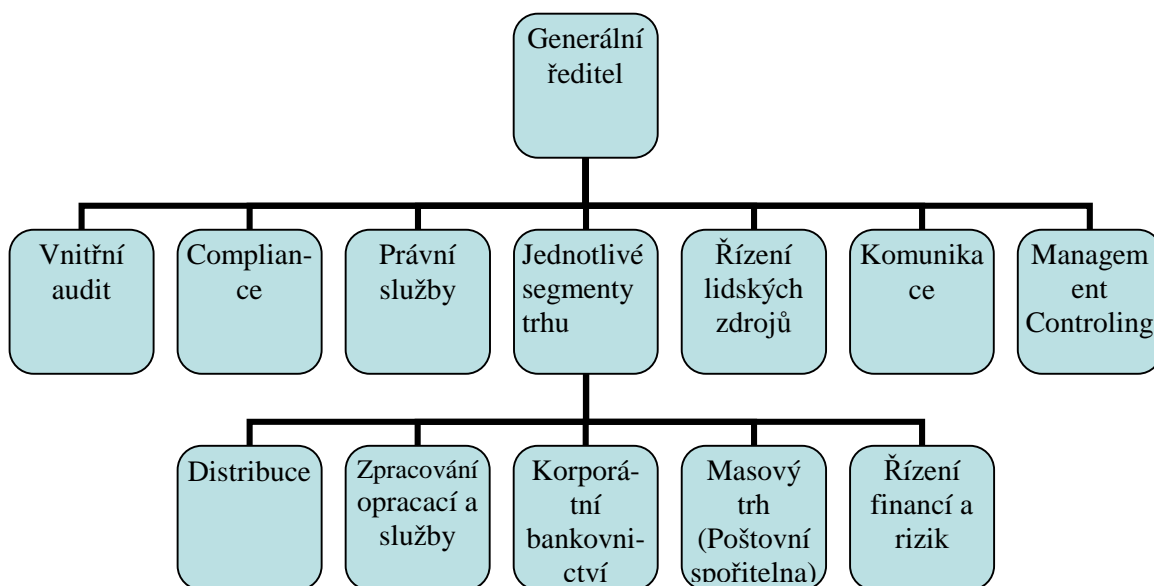 Generální
ředitel
Vnitřní
audit
Complian-
ce
Právní
služby
Jednotlivé
segmenty
trhu
Řízení
lidských
zdrojů
Komunika
ce
Managem
ent
Controling
Distribuce
Zpracování
opracací a
služby
Korporá-
tní
bankovni-
ctví
Masový
trh
(Poštovní
spořitelna)
Řízení
financí a
rizik